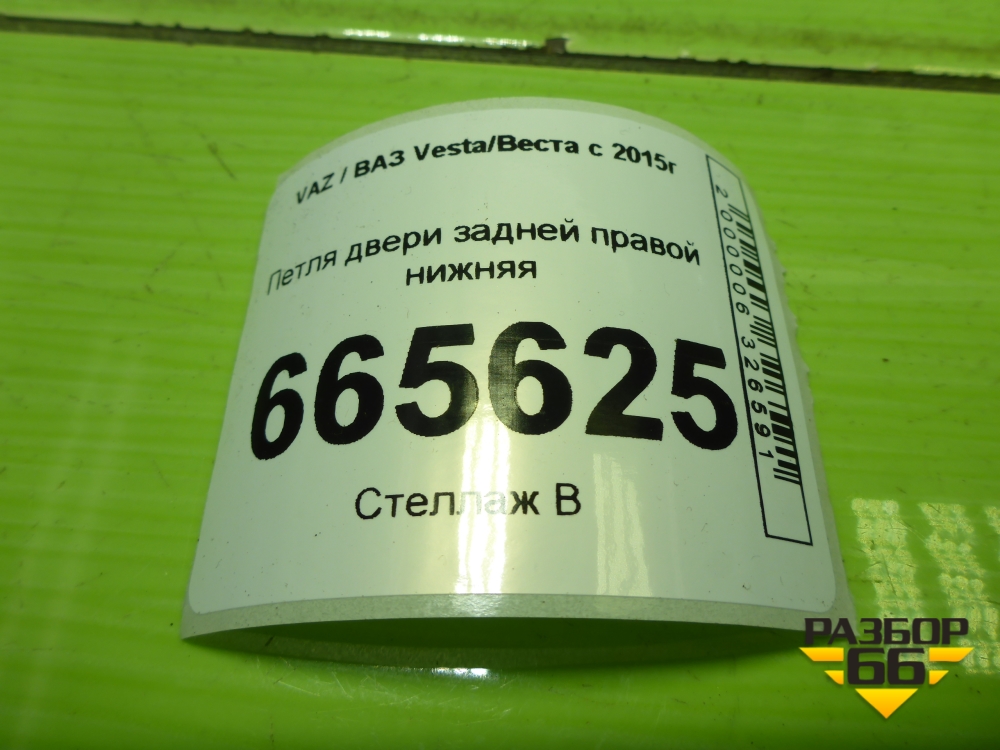 VAZ / ВАЗ Vesta/Веста с 2015г
Петля двери задней правой
нижняя
665625
Стеллаж В
2000006326591
РАЗБОР
66